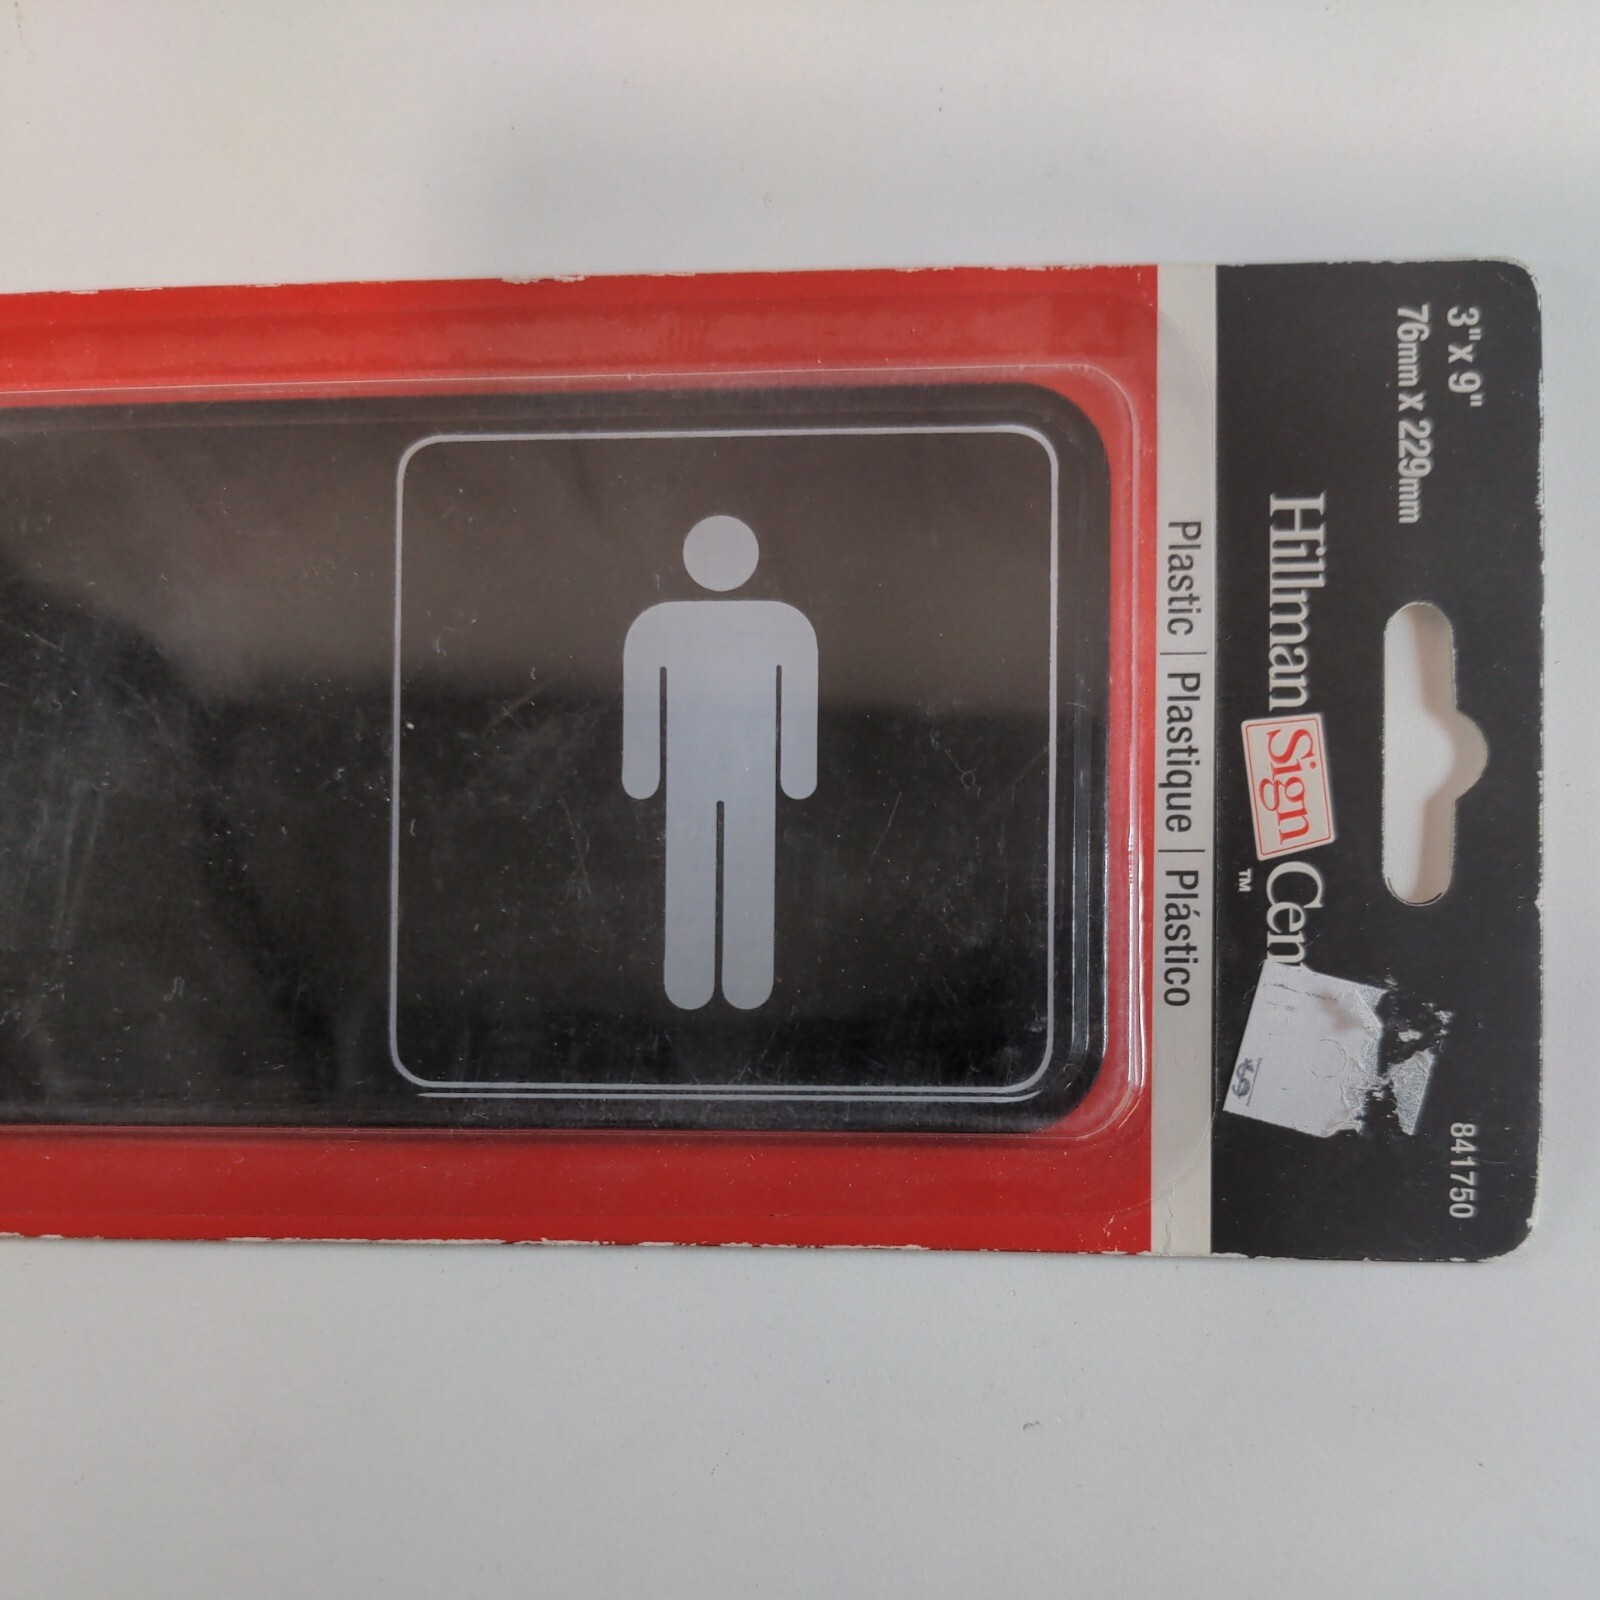 3" x 9"
76mm x 229mm
841750
Hillman Sign Cen
™
Plastic | Plastique | Plástico